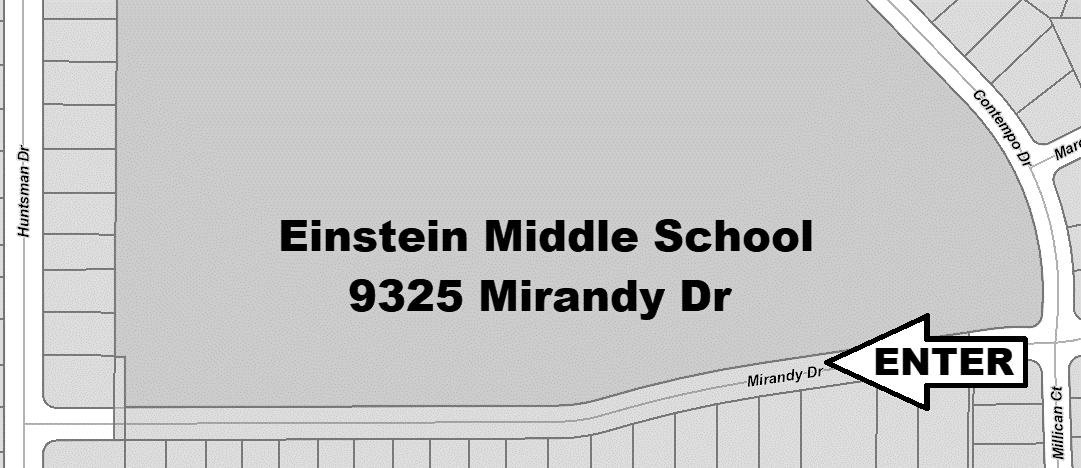 Contempo Dr
Huntsman Dr
Einstein Middle School
9325 Mirandy Dr
ENTER
Mirandy Dr
Millican Ct